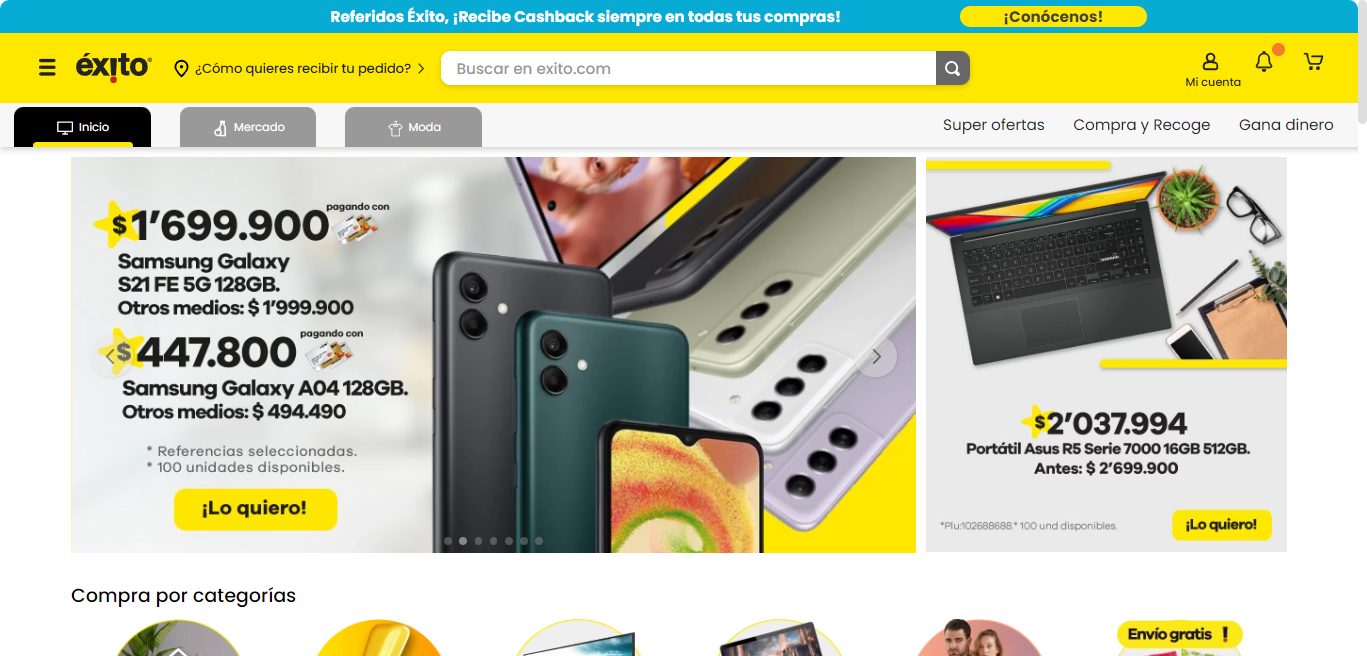 Referidos Éxito, ¡Recibe Cashback siempre en todas tus compras!
¡Conócenos!
éxito
¿Cómo quieres recibir tu pedido?
Buscar en exito.com
Mi cuenta
Inicio
Mercado
Moda
Super ofertas
Compra y Recoge
Gana dinero
$1'699.900
pagando con
Samsung Galaxy
S21 FE 5G 128GB.
Otros medios: $ 1'999.900
$447.800
pagando con
Samsung Galaxy A04 128GB.
Otros medios: $ 494.490
* Referencias seleccionadas.
* 100 unidades disponibles.
¡Lo quiero!
$2'037.994
Portátil Asus R5 Serie 7000 16GB 512GB.
Antes: $ 2'699.900
*Plu:102688688.* 100 und disponibles.
¡Lo quiero!
Compra por categorías
Envío gratis !